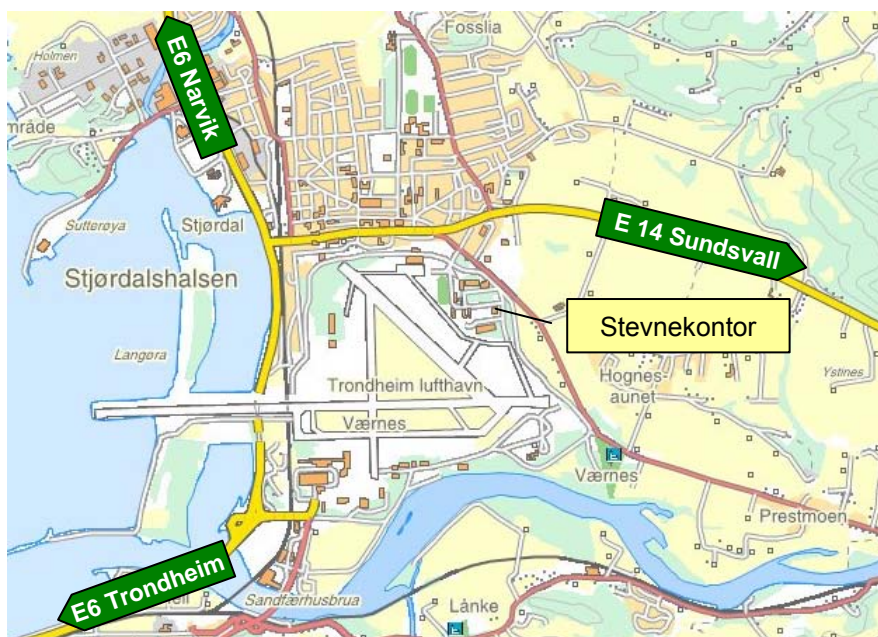 Fosslia
Holmen
E6 Narvik
område
Sutterøya
Stjørdal
E 14 Sundsvall
Stjørdalshalsen
Stevnekontor
Langøra
Trondheim lufthavn
Værnes
Hognes-
aunet
Ystines
Værnes
Prestmoen
E6 Trondheim
Sandfærhusbrua
Lånke